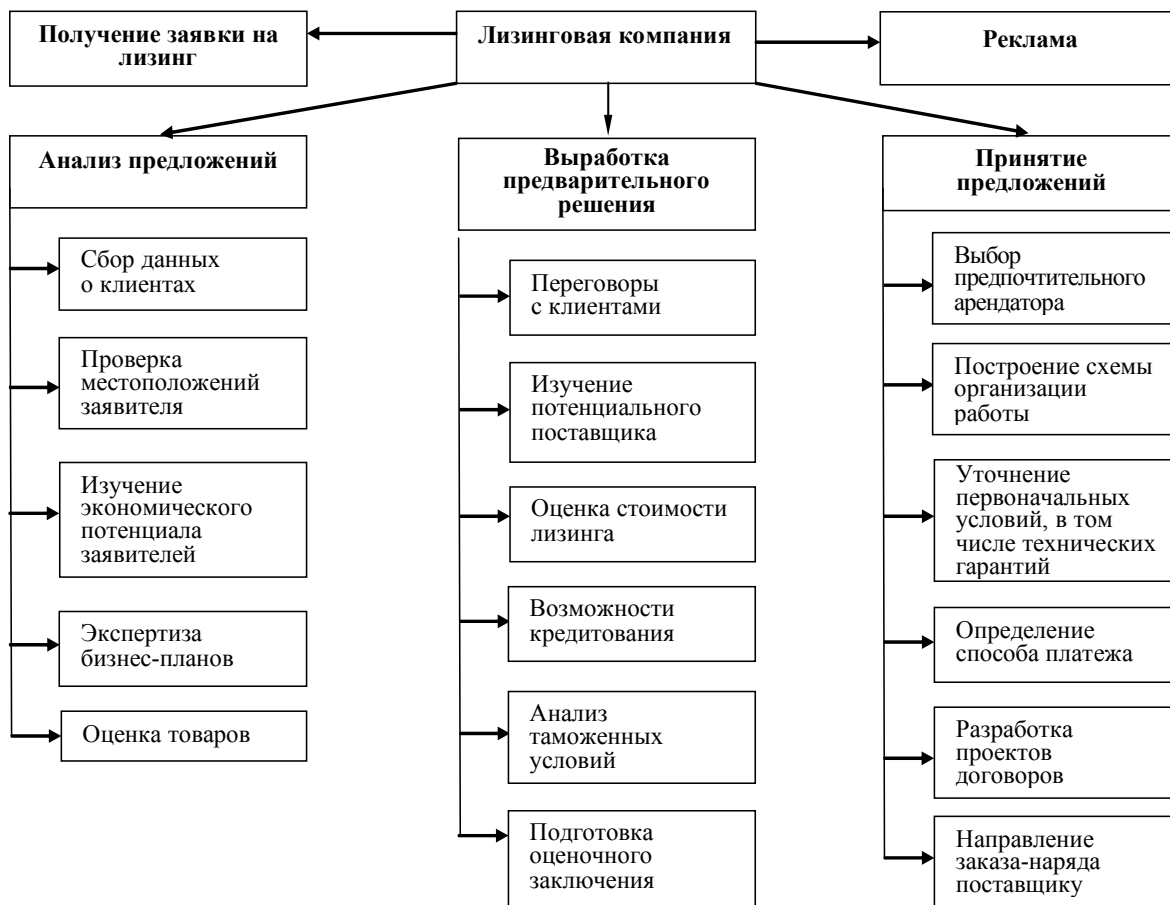 Получение заявки на
лизинг
Лизинговая компания
Реклама
Анализ предложений
Сбор данных
о клиентах
Проверка
местоположений
заявителя
Изучение
экономического
потенциала
заявителей
Экспертиза
бизнес-планов
Оценка товаров
Выработка
предварительного
решения
Переговоры
с клиентами
Изучение
потенциального
поставщика
Оценка стоимости
лизинга
Возможности
кредитования
Анализ
таможенных
условий
Подготовка
оценочного
заключения
Принятие
предложений
Выбор
предпочтительного
арендатора
Построение схемы
организации
работы
Уточнение
первоначальных
условий, в том
числе технических
гарантий
Определение
способа платежа
Разработка
проектов
договоров
Направление
заказа-наряда
поставщику